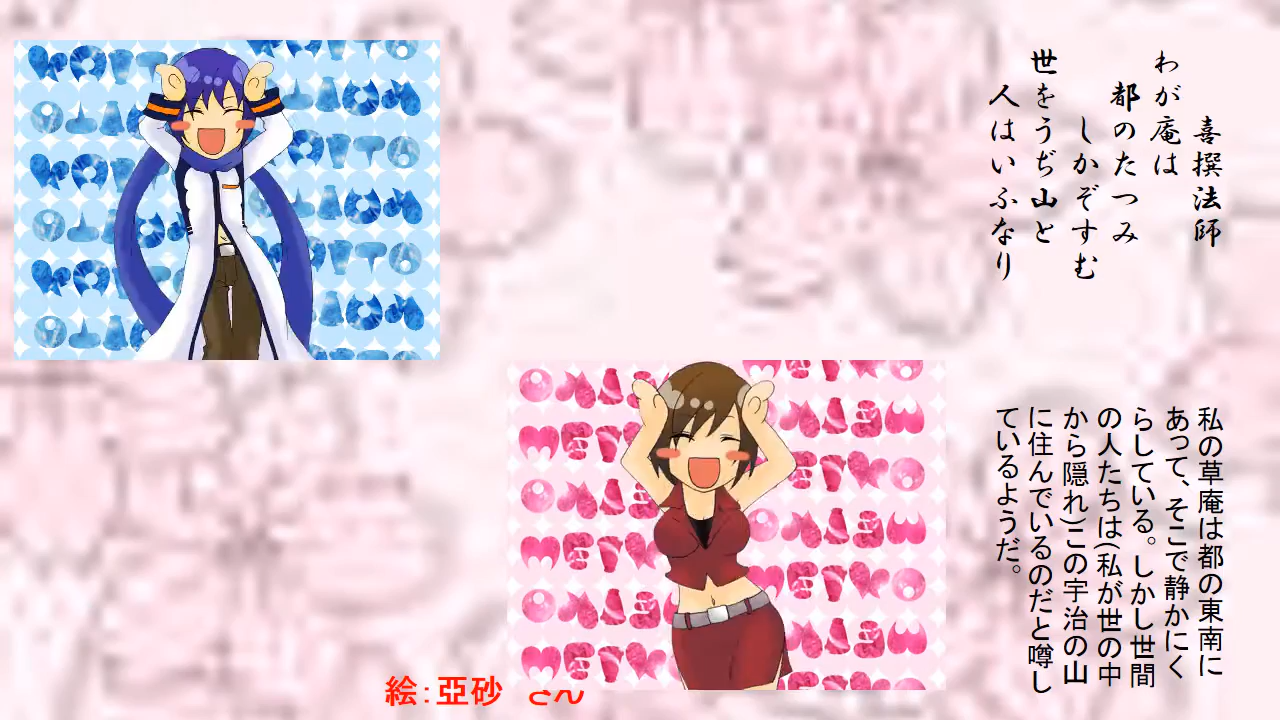 喜撰法師
わが庵は
都のたつみ
しかぞすむ
世をうぢ山と
人はいふなり
私の草庵は都の東南に
あって、そこで静かにく
らしている。しかし世間
の人たちは(私が世の中
から隠れ)この宇治の山
に住んでいるのだと噂し
ているようだ。
絵:亜砂 さん